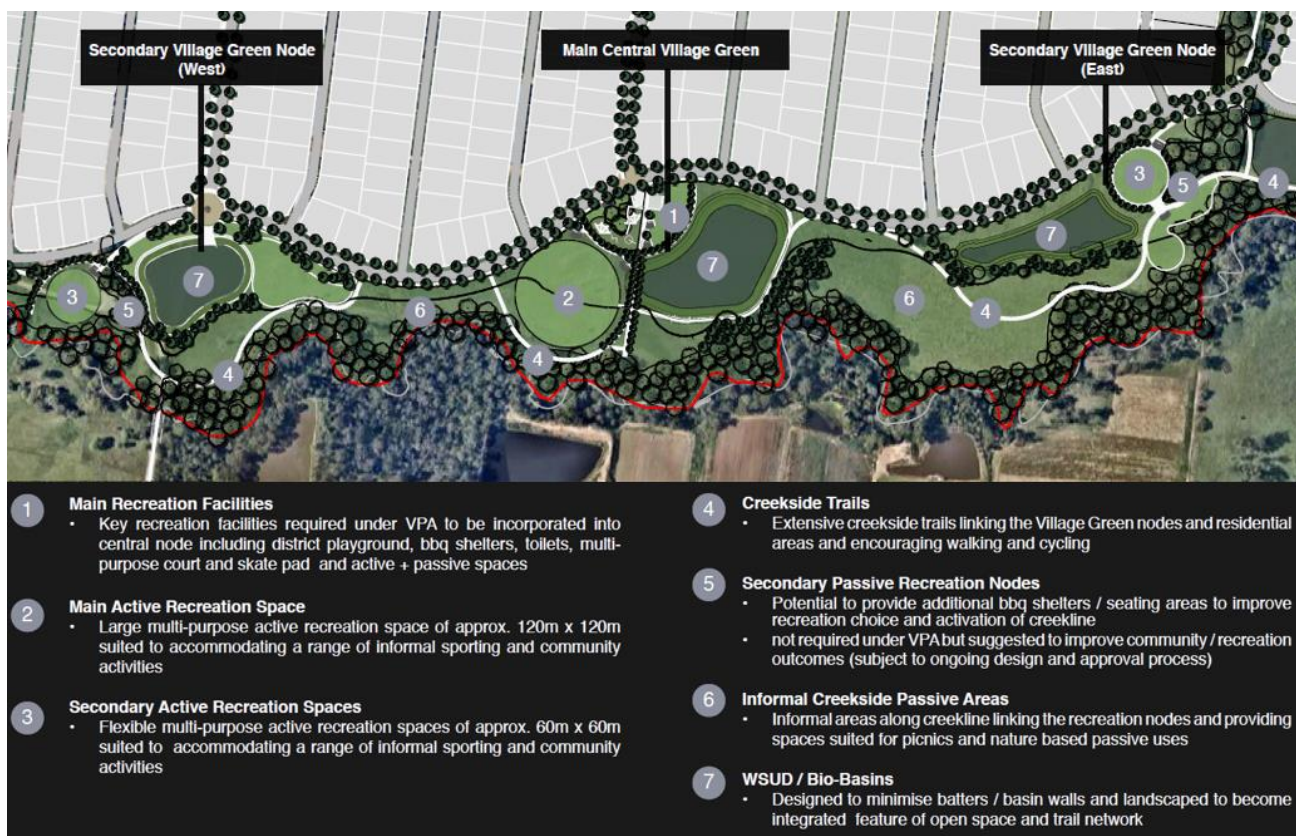 Secondary Village Green Node
(West)
Main Central Village Green
Secondary Village Green Node
(East)
3
5
4
1
7
7
7
2
6
6
3
5
4
4
4
1
Main Recreation Facilities
• Key recreation facilities required under VPA to be incorporated into
central node including district playground, bbq shelters, toilets, multi-
purpose court and skate pad and active + passive spaces
2
Main Active Recreation Space
• Large multi-purpose active recreation space of approx. 120m x 120m
suited to accommodating a range of informal sporting and community
activities
3
Secondary Active Recreation Spaces
• Flexible multi-purpose active recreation spaces of approx. 60m x 60m
suited to accommodating a range of informal sporting and community
activities
4
Creekside Trails
• Extensive creekside trails linking the Village Green nodes and residential
areas and encouraging walking and cycling
5
Secondary Passive Recreation Nodes
• Potential to provide additional bbq shelters / seating areas to improve
recreation choice and activation of creekline
• not required under VPA but suggested to improve community / recreation
outcomes (subject to ongoing design and approval process)
6
Informal Creekside Passive Areas
• Informal areas along creekline linking the recreation nodes and providing
spaces suited for picnics and nature based passive uses
7
WSUD / Bio-Basins
• Designed to minimise batters / basin walls and landscaped to become
integrated feature of open space and trail network